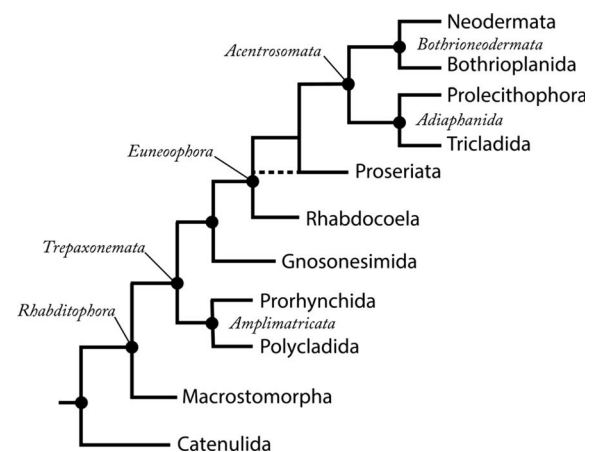 Neodermata
Acentrosomata
Bothrioneodermata
Bothrioplanida
Prolecithophora
Adiaphanida
Tricladida
Euneoophora
Proseriata
Rhabdocoela
Trepaxonemata
Gnosonesimida
Prorhynchida
Rhabditophora
Amplimatricata
Polycladida
Macrostomorpha
Catenulida